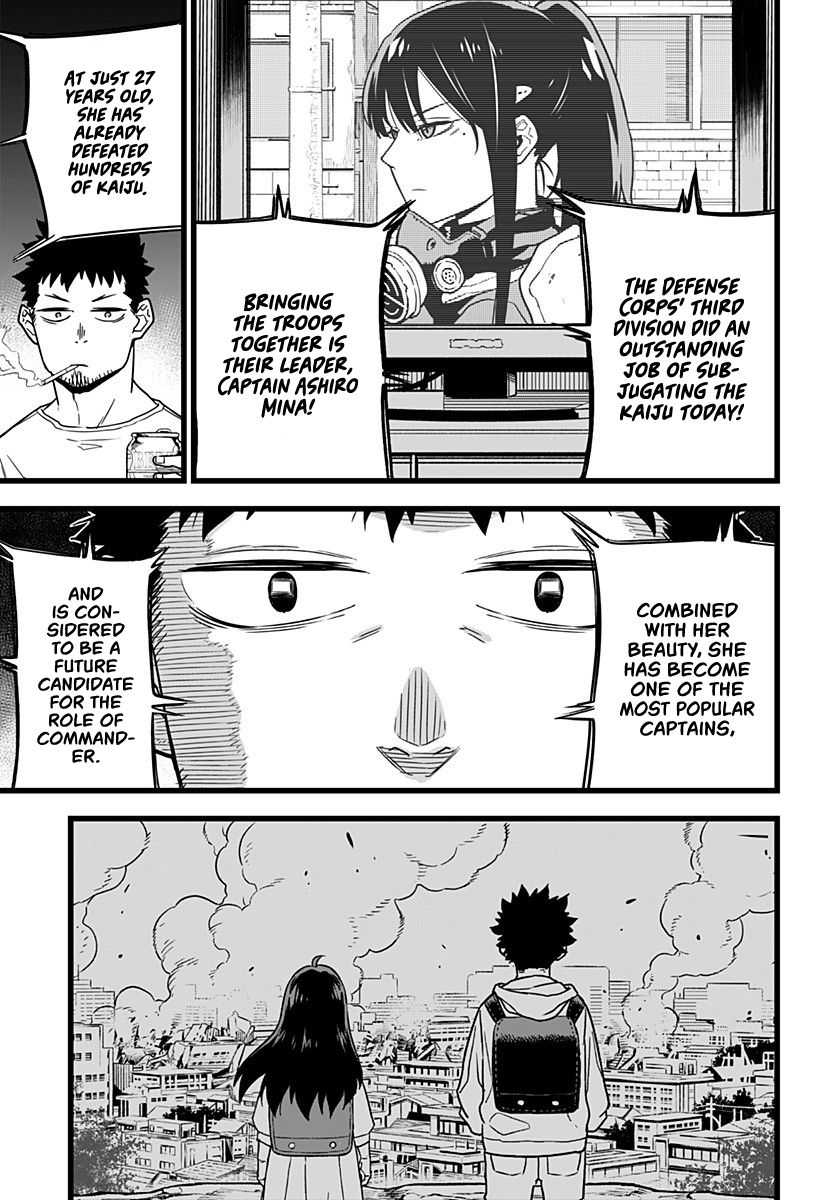 THE DEFENSE
CORPS' THIRD
DIVISION DID AN
OUTSTANDING
JOB OF SUB-
JUGATING THE
KAIJU TODAY!
BRINGING
THE TROOPS
TOGETHER IS
THEIR LEADER,
CAPTAIN ASHIRO
MINA!
AT JUST 27
YEARS OLD,
SHE HAS
ALREADY
DEFEATED
HUNDREDS
OF KAIJU.
COMBINED
WITH HER
BEAUTY, SHE
HAS BECOME
ONE OF THE
MOST POPULAR
CAPTAINS,
AND
IS CON-
SIDERED
TO BE A
FUTURE
CANDIDATE
FOR THE
ROLE OF
COMMAND-
ER.